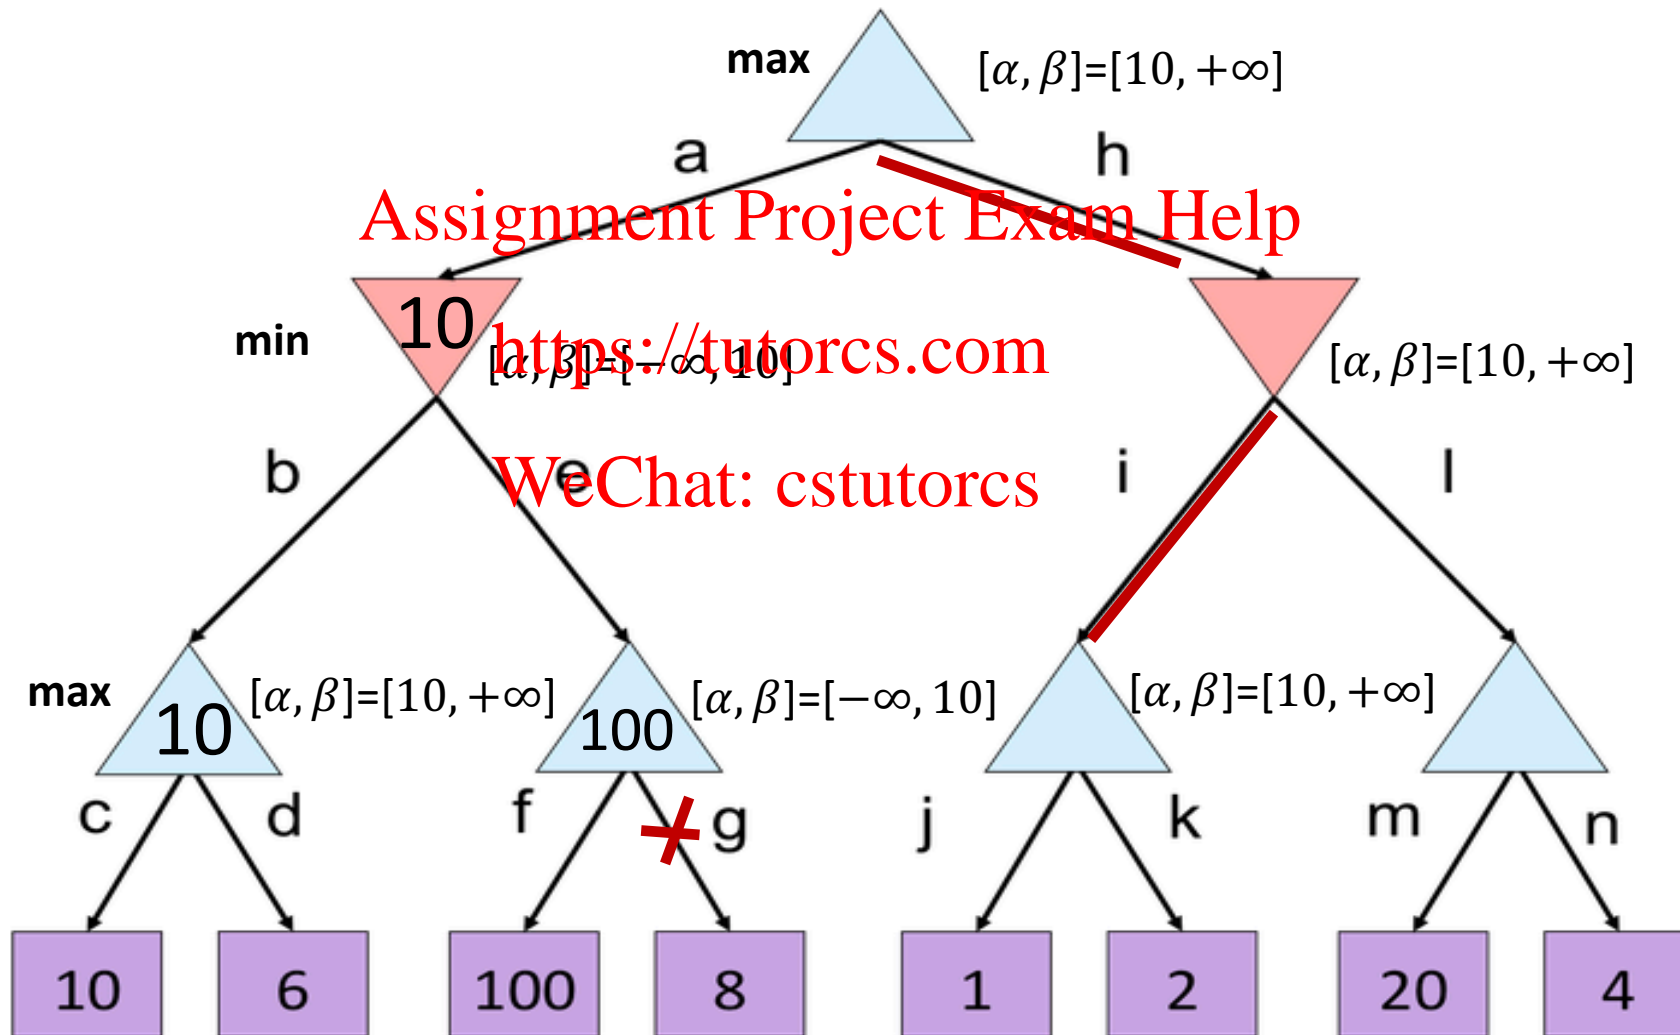 max
[α, β]=[10, +∞]
a
h
Assignment Project Exam Help
min
10
[α, β]=[−∞, 10]
https://tutorcs.com
[α, β]=[10, +∞]
b
e
WeChat: cstutorcs
i
l
max
10
[α, β]=[10, +∞]
100
[α, β]=[−∞, 10]
[α, β]=[10, +∞]
c
d
f
g
j
k
m
n
10
6
100
8
1
2
20
4